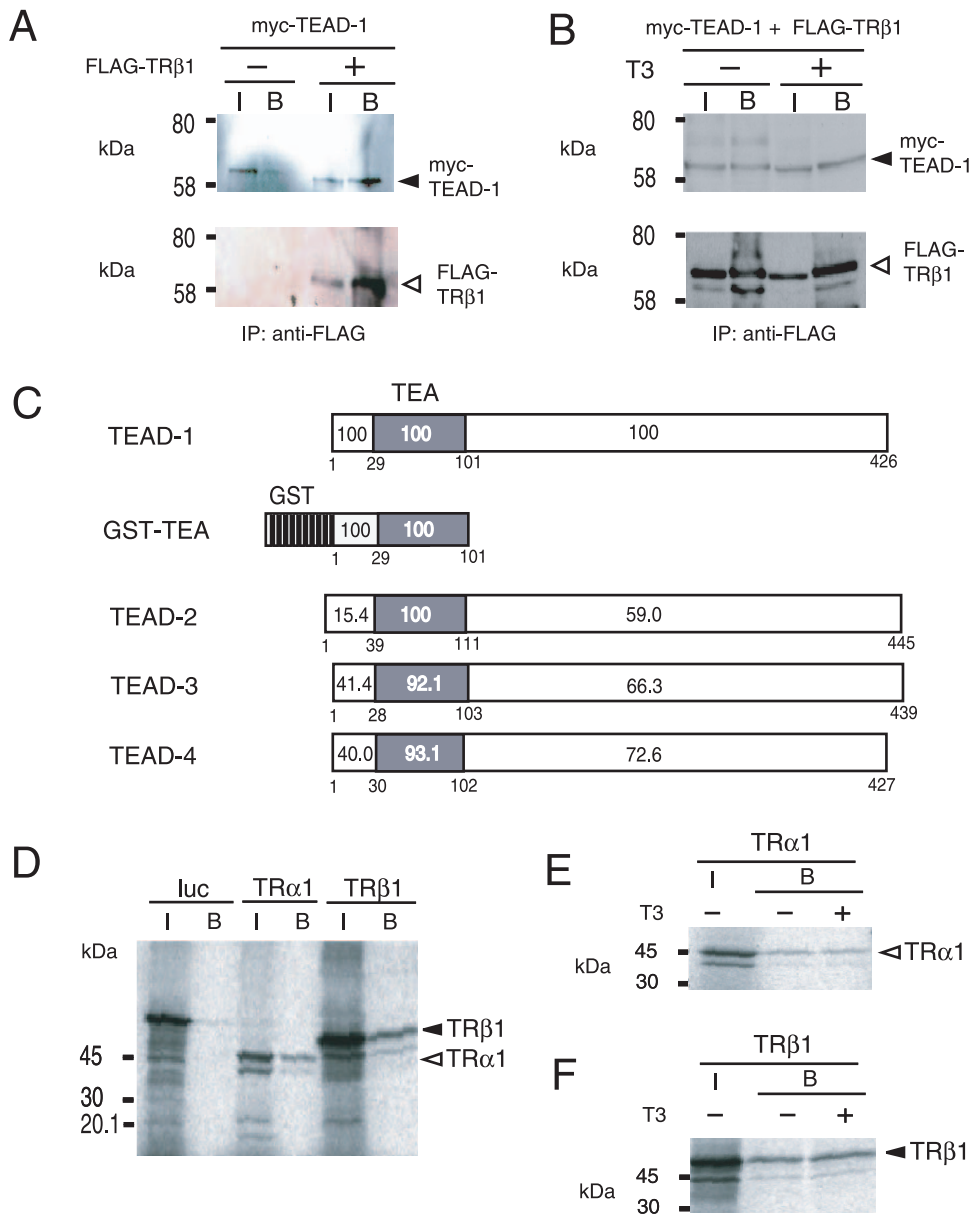 A
myc-TEAD-1
FLAG-TRβ1
− +
I B I B
80
kDa
58
myc-
TEAD-1
80
kDa
58
FLAG-
TRβ1
IP: anti-FLAG
B
myc-TEAD-1 + FLAG-TRβ1
T3
− +
I B I B
80
kDa
58
myc-
TEAD-1
80
kDa
58
FLAG-
TRβ1
IP: anti-FLAG
C
TEA
TEAD-1
100 100 100
1 29 101 426
GST
GST-TEA
100 100
1 29 101
TEAD-2
15.4 100 59.0
1 39 111 445
TEAD-3
41.4 92.1 66.3
1 28 103 439
TEAD-4
40.0 93.1 72.6
1 30 102 427
D
luc TRα1 TRβ1
I B I B I B
kDa
45
30
20.1
TRβ1
TRα1
E
TRα1
I B
T3 − − +
kDa
45
30
TRα1
F
TRβ1
I B
T3 − − +
kDa
45
30
TRβ1